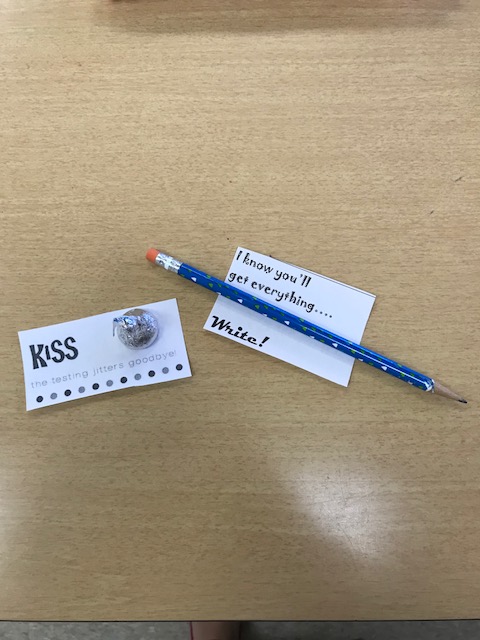 KISS
the testing jitters goodbye!
I know you'll
get everything....
Write!